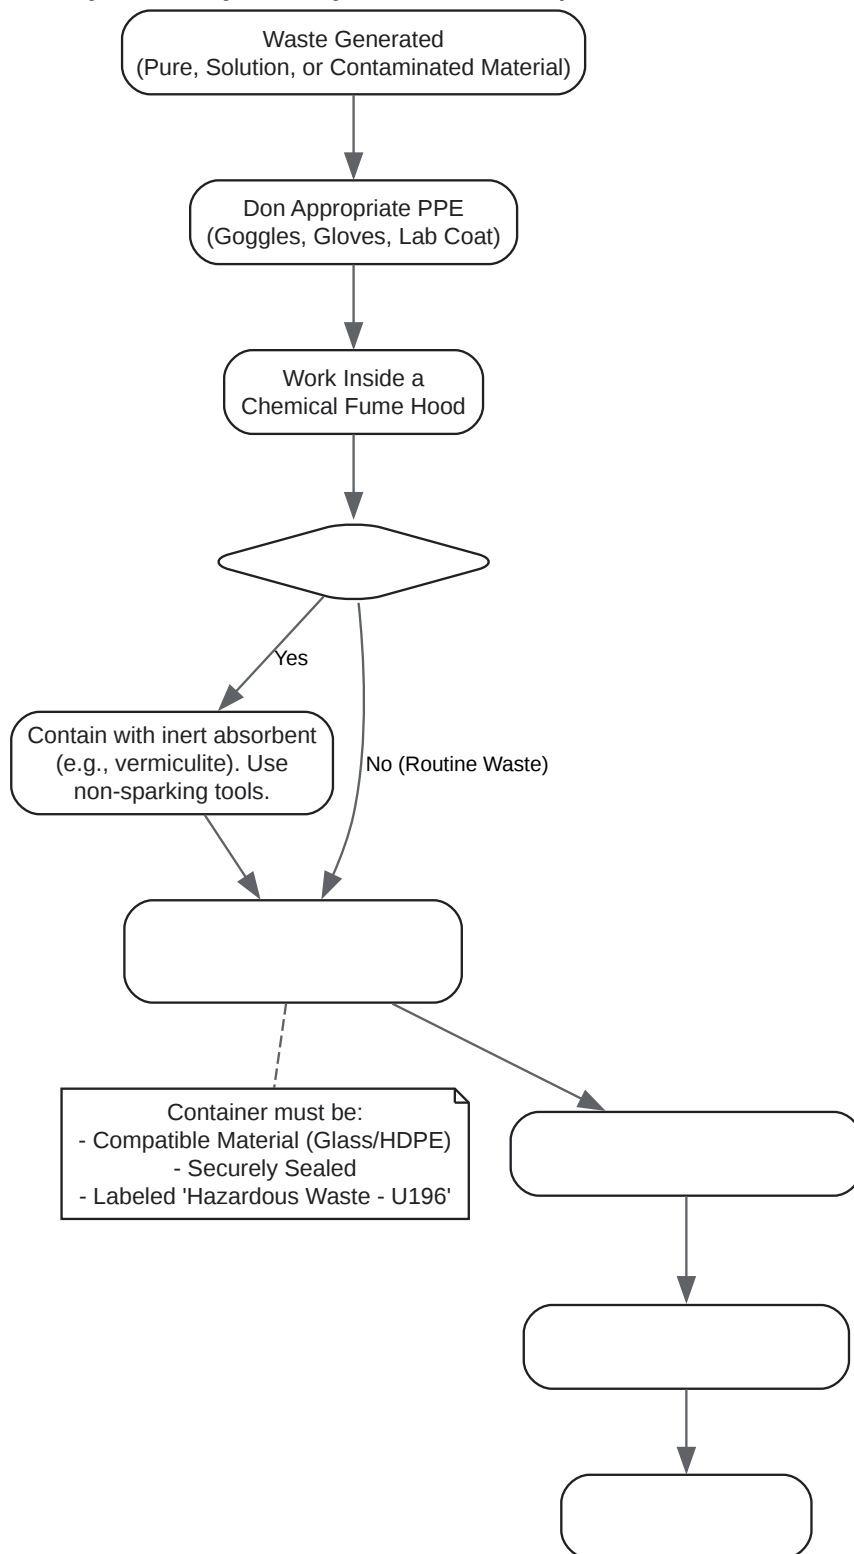 Waste Generated
(Pure, Solution, or Contaminated Material)
Don Appropriate PPE
(Goggles, Gloves, Lab Coat)
Work Inside a
Chemical Fume Hood
Yes
Contain with inert absorbent
(e.g., vermiculite). Use
non-sparking tools.
No (Routine Waste)
Container must be:
- Compatible Material (Glass/HDPE)
- Securely Sealed
- Labeled 'Hazardous Waste - U196'